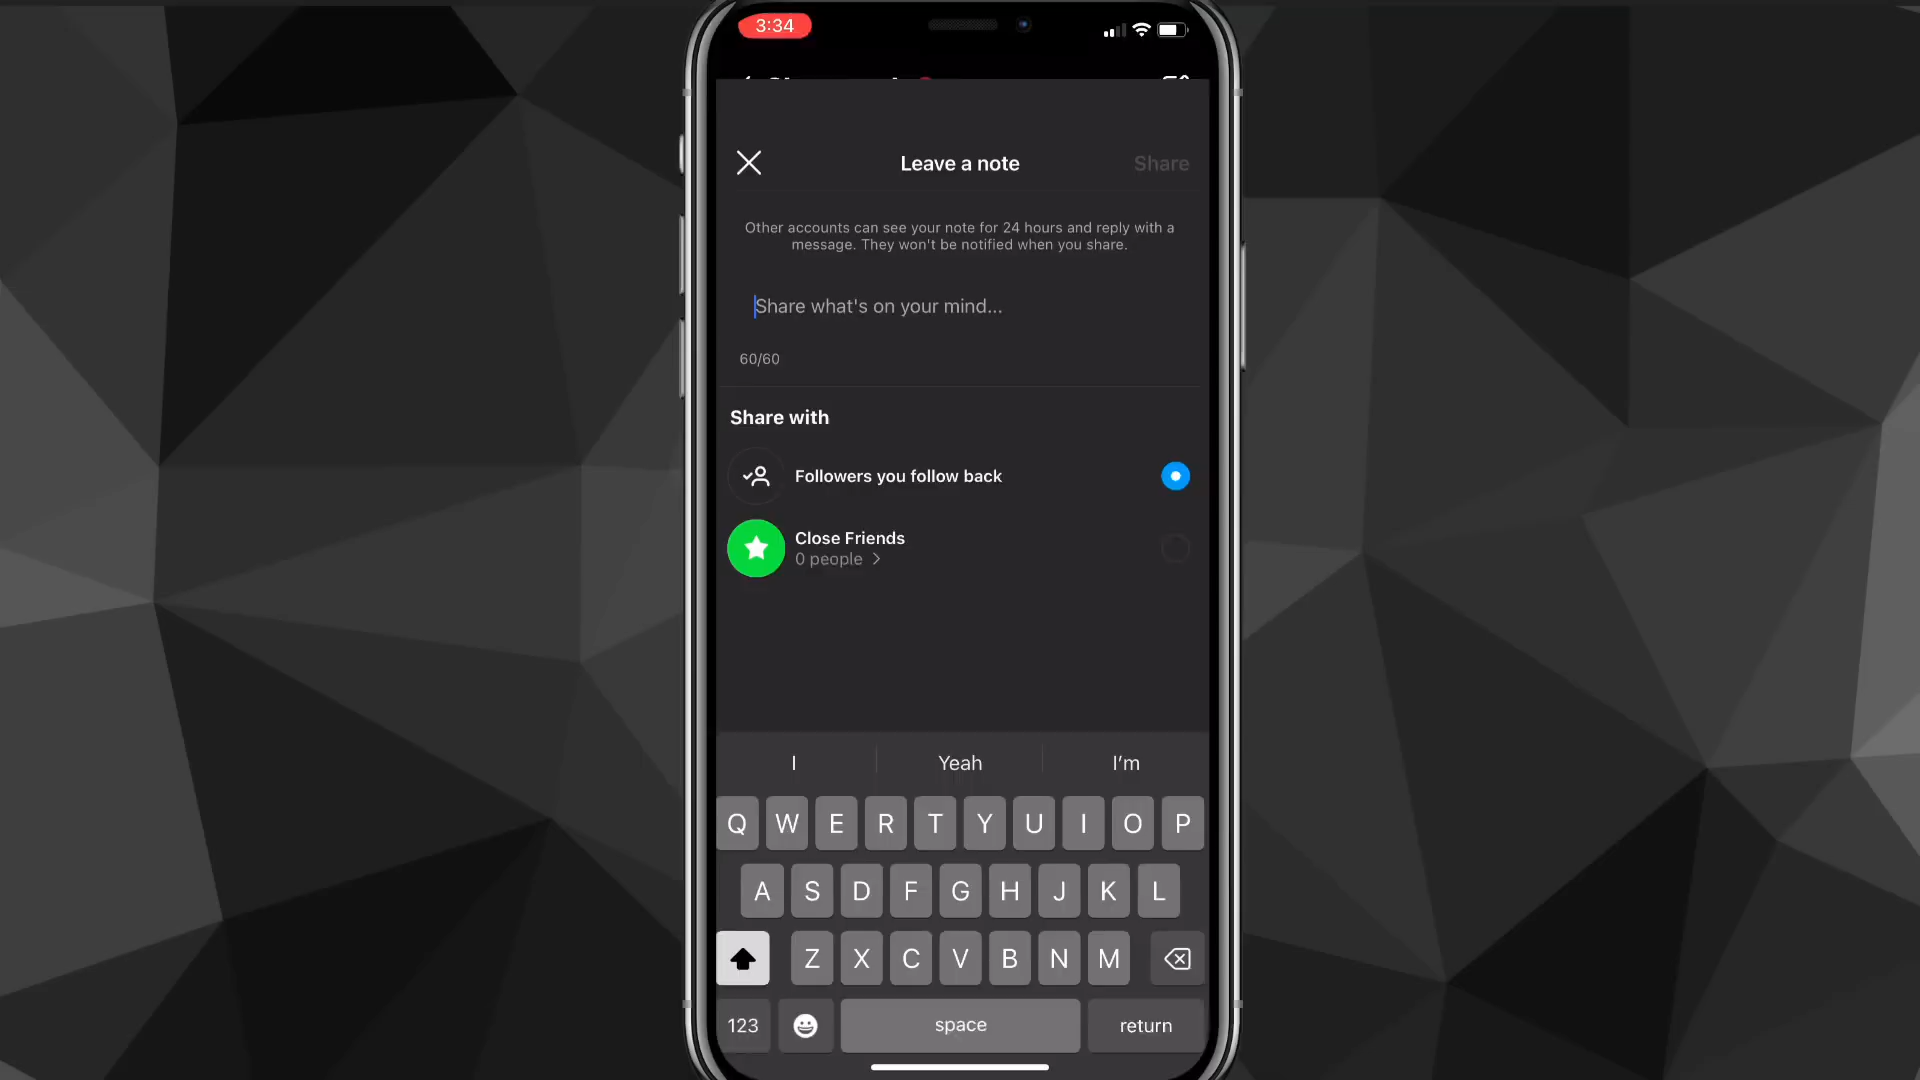 3:34
Leave a note
Share
Other accounts can see your note for 24 hours and reply with a
message. They won't be notified when you share.
Share what's on your mind...
60/60
Share with
Followers you follow back
Close Friends
0 people
I
Yeah
I'm
Q W E R T Y U I O P
A S D F G H J K L
Z X C V B N M
123
space
return